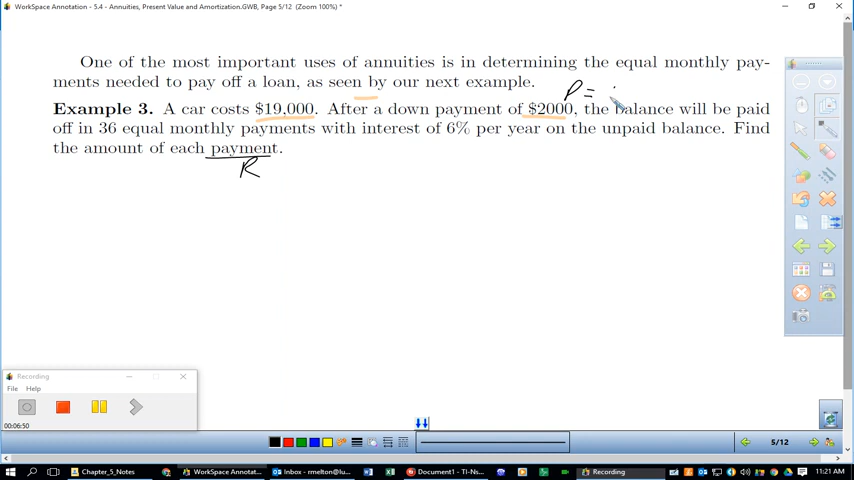 WorkSpace Annotation - 5.4 - Annuities, Present Value and Amortization.GWB, Page 5/12 (Zoom 100%) *
One of the most important uses of annuities is in determining the equal monthly pay-
ments needed to pay off a loan, as seen by our next example.
P =
Example 3. A car costs $19,000. After a down payment of $2000, the balance will be paid
off in 36 equal monthly payments with interest of 6% per year on the unpaid balance. Find
the amount of each payment.
R
Recording
File Help
00:06:50
5/12
Chapter_5_Notes
WorkSpace Annotat...
Inbox - rmelton@lu...
Document1 - TI-Ns...
Recording
11:21 AM